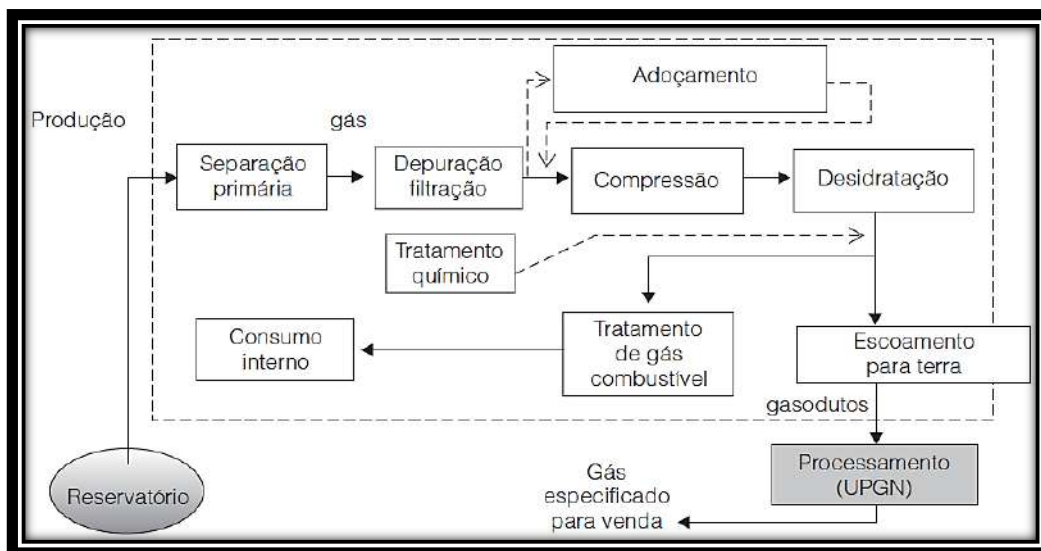 Adoçamento
Produção
gás
Separação
primária
Depuração
filtração
Compressão
Desidratação
Tratamento
químico
Consumo
interno
Tratamento
de gás
combustível
Escoamento
para terra
gasodutos
Reservatório
Gás
especificado
para venda
Processamento
(UPGN)